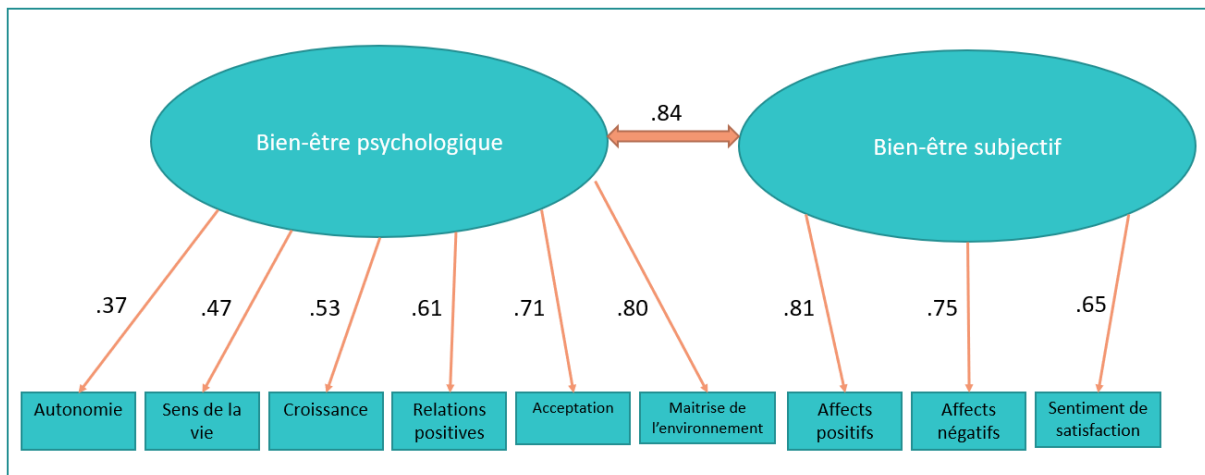 .84
Bien-être psychologique
Bien-être subjectif
.37
.47
.53
.61
.71
.80
.81
.75
.65
Autonomie
Sens de la
vie
Croissance
Relations
positives
Acceptation
Maitrise de
l'environnement
Affects
positifs
Affects
négatifs
Sentiment de
satisfaction